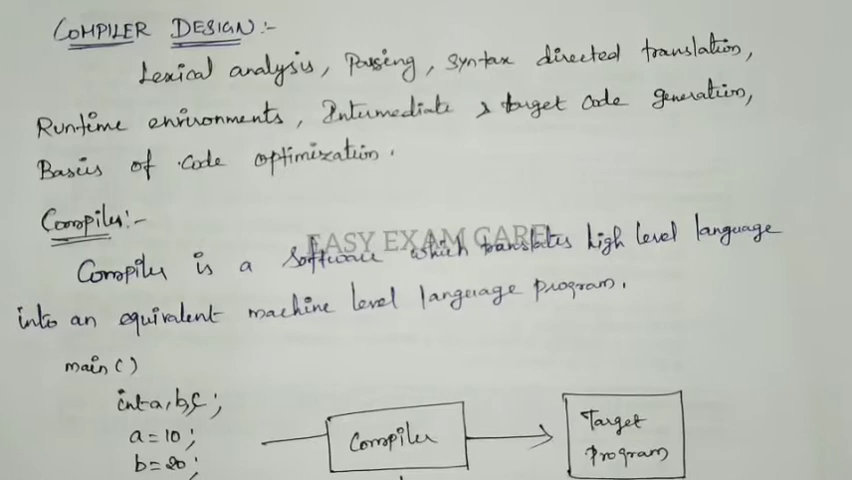 COMPILER DESIGN:-
Lexical analysis, Parsing, Syntax directed translation,
Runtime environments, Intermediate & target code generation,
Basics of code optimization.
Compiler:-
EASY EXAM CARE
Compiler is a software which translates high level language
into an equivalent machine level language program.
main()
int a, b, c;
a = 10;
b = 20;
Compiler
Target
program